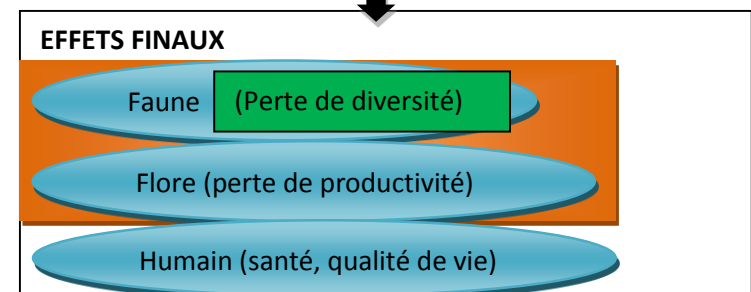 EFFETS FINAUX
Faune (Perte de diversité)
Flore (perte de productivité)
Humain (santé, qualité de vie)